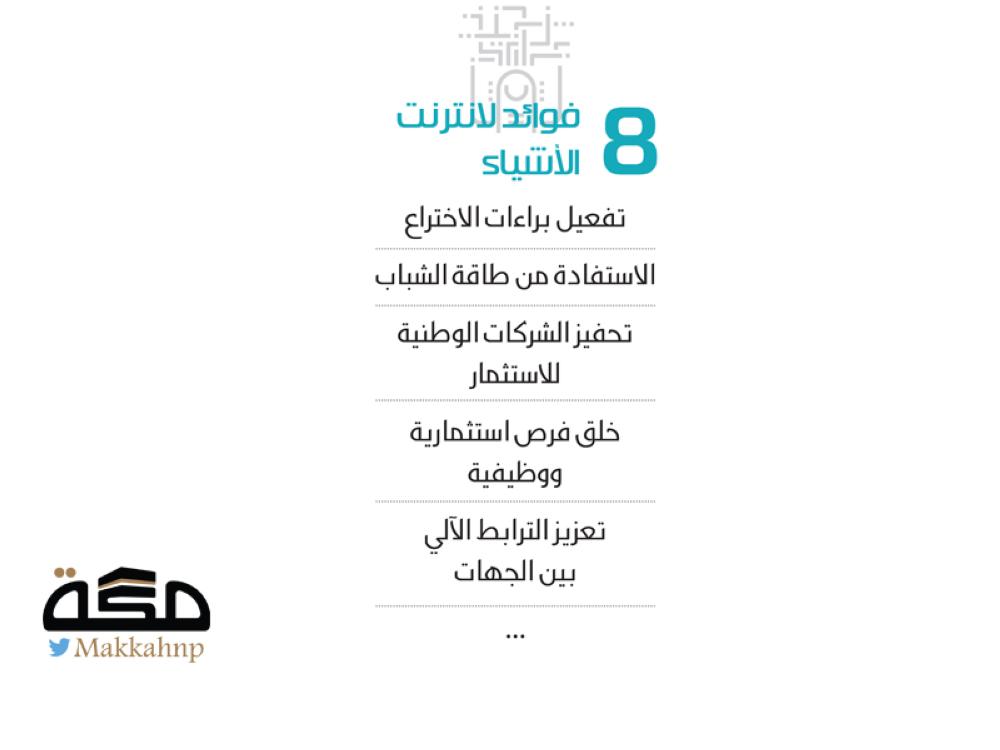 8 فوائد لانترنت
الأشياء
تفعيل براءات الاختراع
الاستفادة من طاقة الشباب
تحفيز الشركات الوطنية
للاستثمار
خلق فرص استثمارية
ووظيفية
تعزيز الترابط الآلي
بين الجهات
...
مكة
Makkahnp